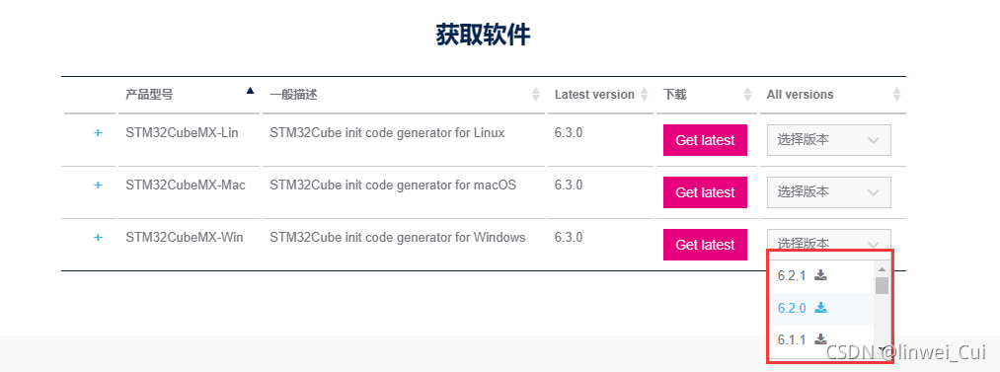 获取软件
产品型号 一般描述 Latest version 下载 All versions
+ STM32CubeMX-Lin STM32Cube init code generator for Linux 6.3.0 Get latest 选择版本
+ STM32CubeMX-Mac STM32Cube init code generator for macOS 6.3.0 Get latest 选择版本
+ STM32CubeMX-Win STM32Cube init code generator for Windows 6.3.0 Get latest 选择版本
6.2.1
6.2.0
6.1.1
CSDN @linwei_Cui